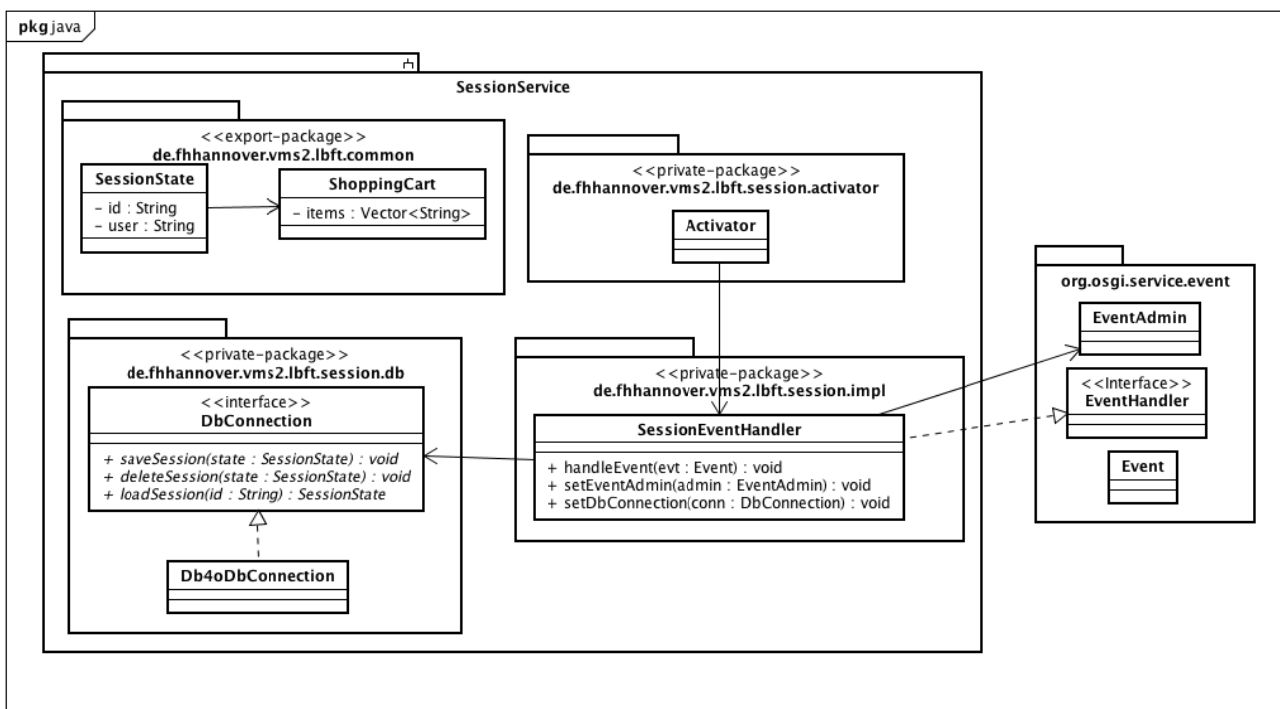 pkg java
SessionService
<<export-package>>
de.fhhannover.vms2.lbft.common
SessionState
- id : String
- user : String
ShoppingCart
- items : Vector<String>
<<private-package>>
de.fhhannover.vms2.lbft.session.activator
Activator
<<private-package>>
de.fhhannover.vms2.lbft.session.db
<<interface>>
DbConnection
+ saveSession(state : SessionState) : void
+ deleteSession(state : SessionState) : void
+ loadSession(id : String) : SessionState
Db4oDbConnection
<<private-package>>
de.fhhannover.vms2.lbft.session.impl
SessionEventHandler
+ handleEvent(evt : Event) : void
+ setEventAdmin(admin : EventAdmin) : void
+ setDbConnection(conn : DbConnection) : void
org.osgi.service.event
EventAdmin
<<Interface>>
EventHandler
Event